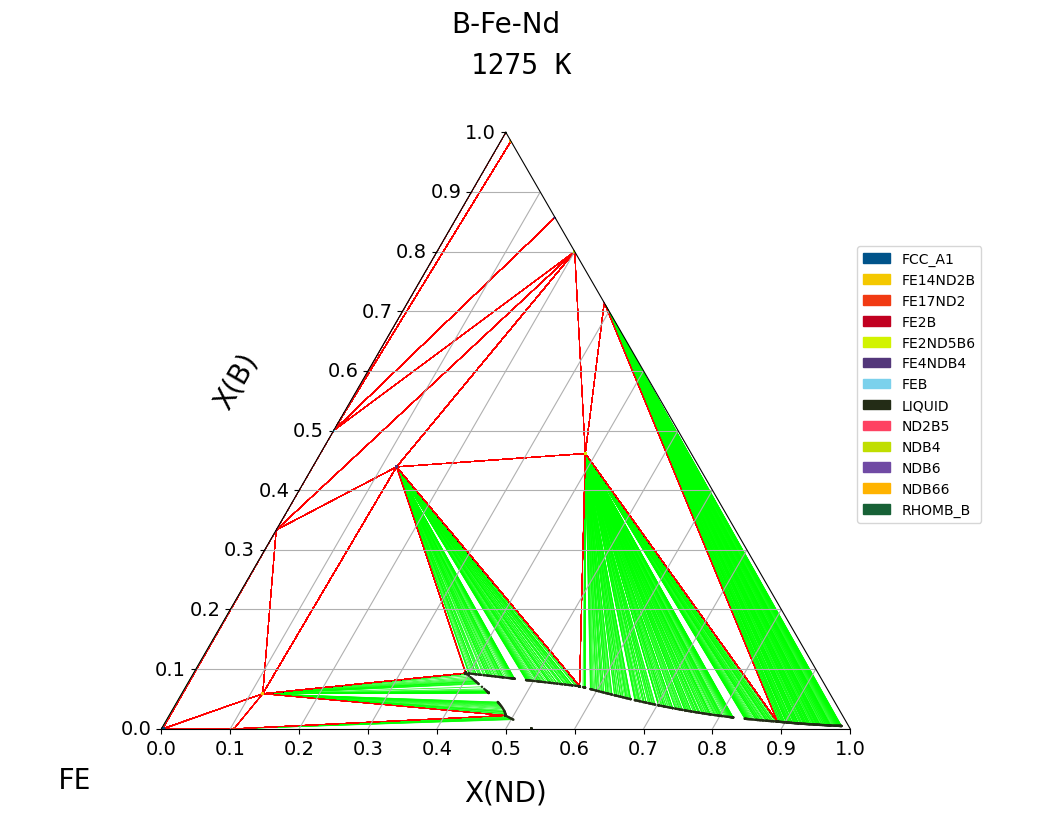 B-Fe-Nd
1275 K
1.0
0.9
0.8
0.7
0.6
0.5
0.4
0.3
0.2
0.1
0.0
X(B)
0.0 0.1 0.2 0.3 0.4 0.5 0.6 0.7 0.8 0.9 1.0
FE
X(ND)
FCC_A1
FE14ND2B
FE17ND2
FE2B
FE2ND5B6
FE4NDB4
FEB
LIQUID
ND2B5
NDB4
NDB6
NDB66
RHOMB_B